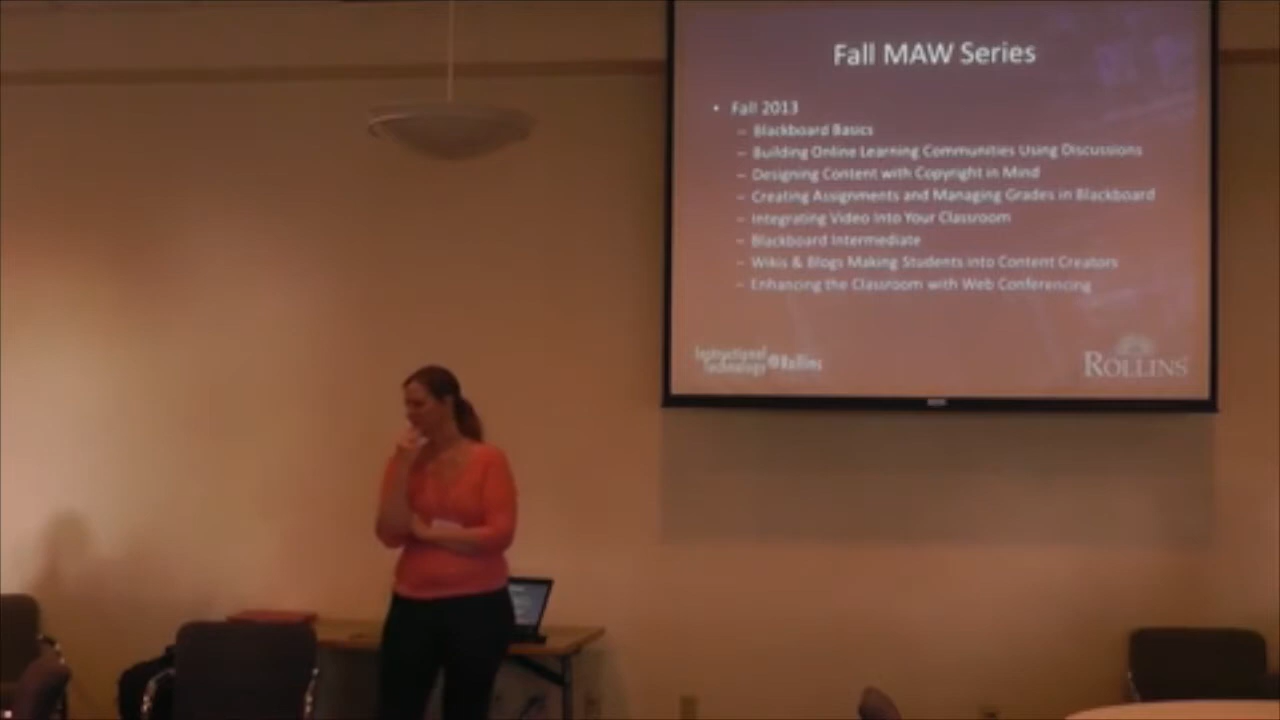 Fall MAW Series
• Fall 2013
– Blackboard Basics
– Building Online Learning Communities Using Discussions
– Designing Content with Copyright in Mind
– Creating Assignments and Managing Grades in Blackboard
– Integrating Video Into Your Classroom
– Blackboard Intermediate
– Wikis & Blogs Making Students into Content Creators
– Enhancing the Classroom with Web Conferencing
Instructional
Technology @Rollins
ROLLINS